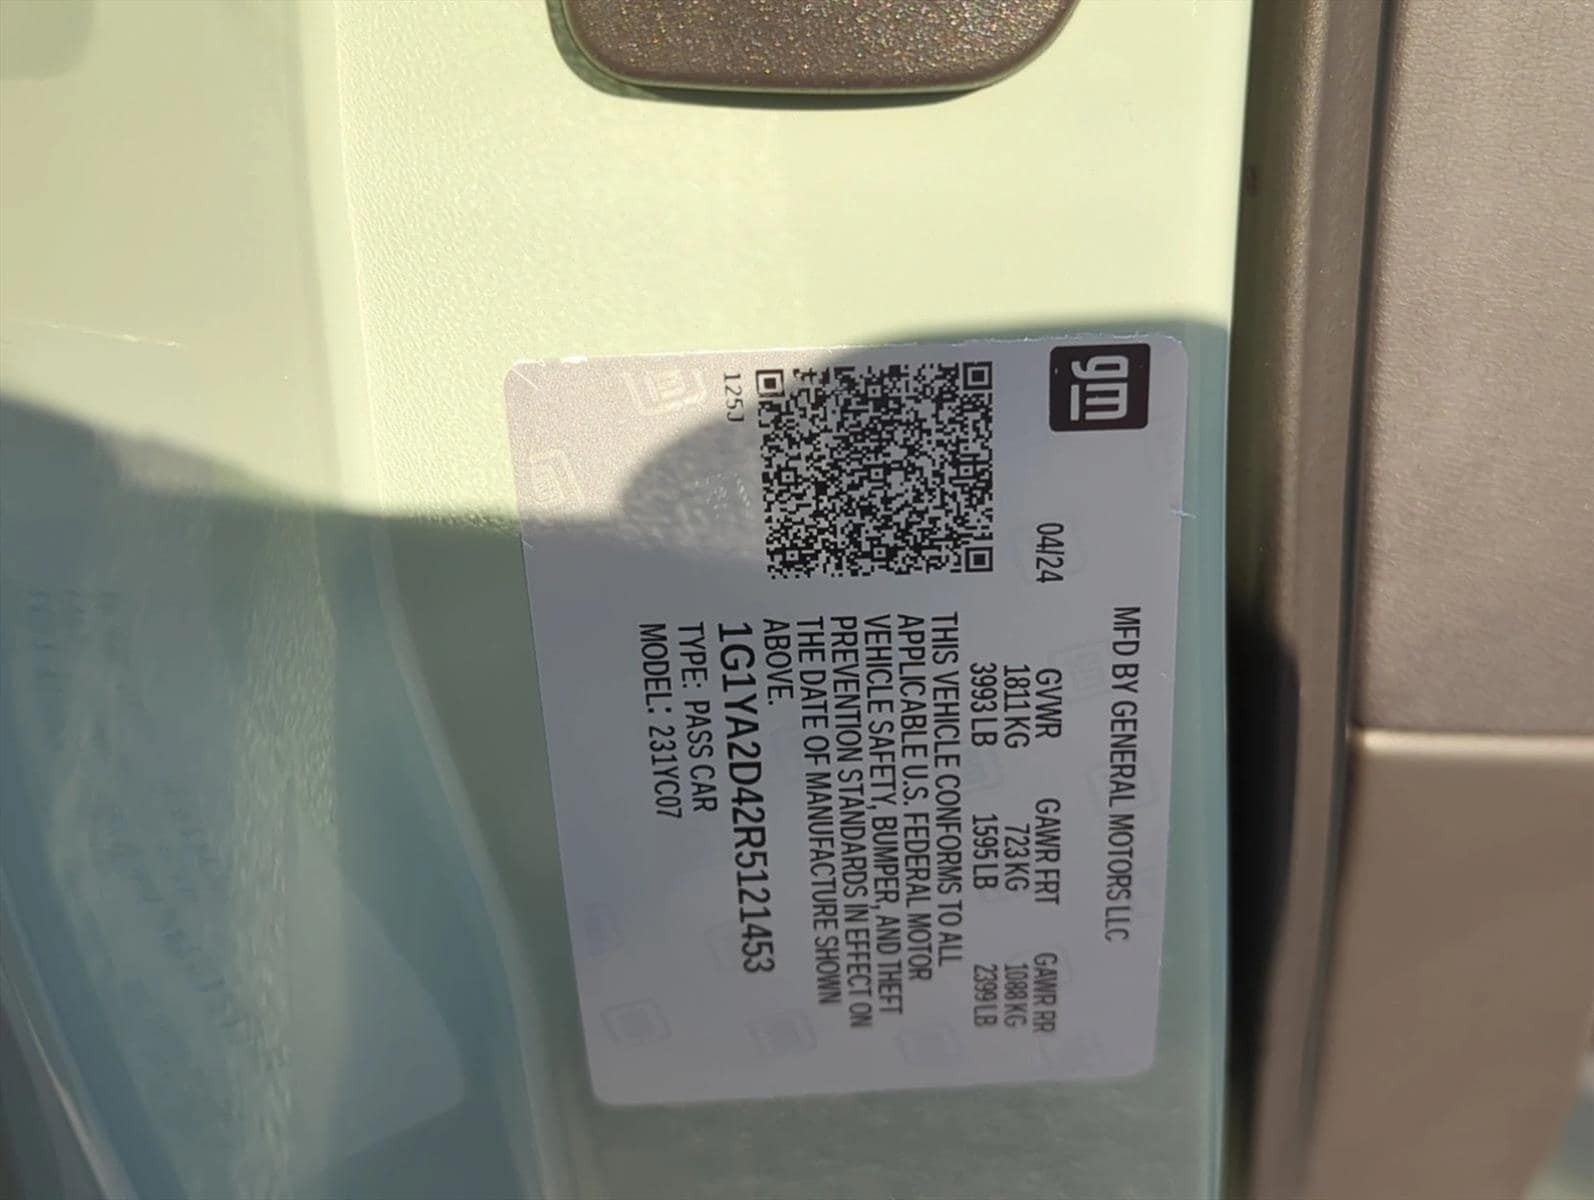 gm
MFD BY GENERAL MOTORS LLC
04/24 GVWR GAWR FRT GAWR RR
1811 KG 723 KG 1088 KG
3993 LB 1595 LB 2399 LB
THIS VEHICLE CONFORMS TO ALL
APPLICABLE U.S. FEDERAL MOTOR
VEHICLE SAFETY, BUMPER, AND THEFT
PREVENTION STANDARDS IN EFFECT ON
THE DATE OF MANUFACTURE SHOWN
ABOVE.
125J
1G1YA2D42R5121453
TYPE: PASS CAR
MODEL: 231YC07